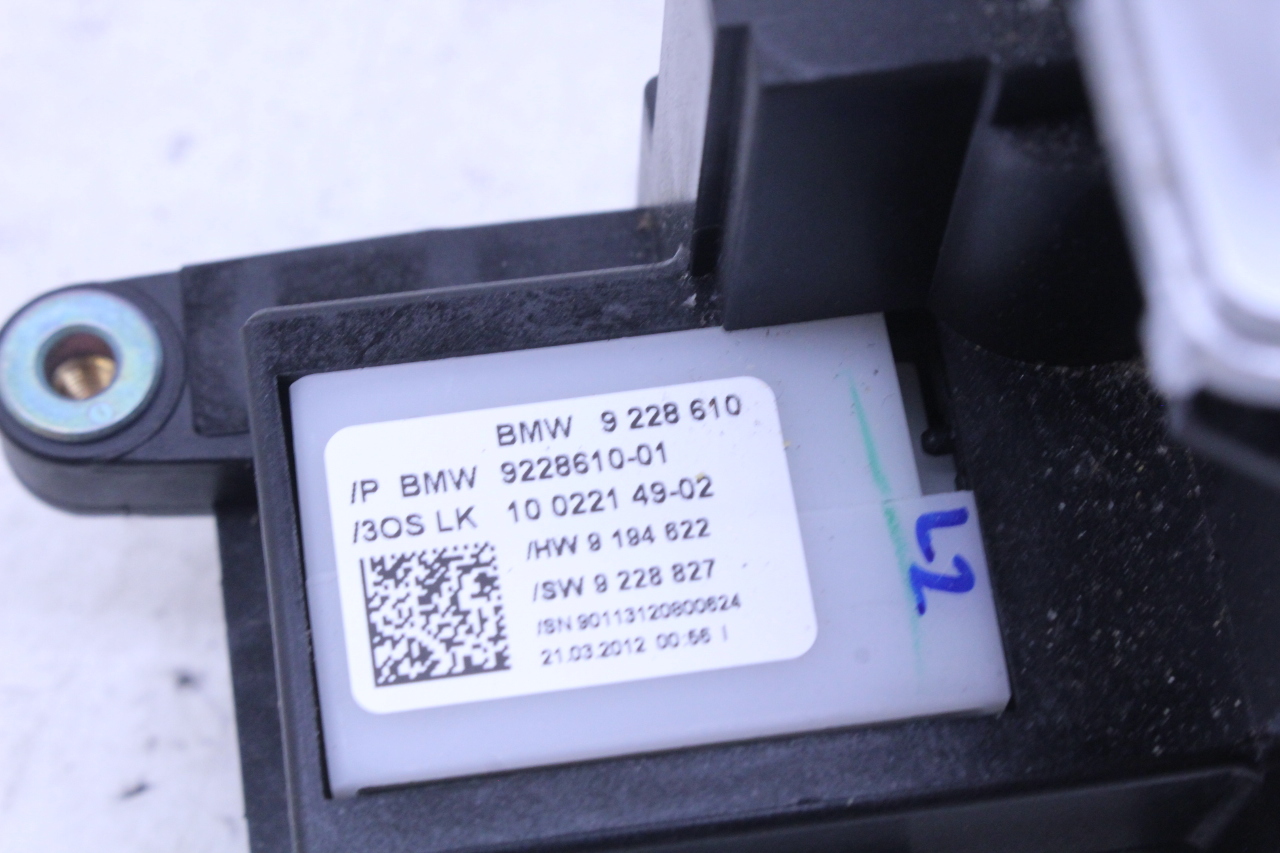 BMW 9 228 610
/P BMW 9228610-01
/3OS LK 10 0221 49-02
/HW 9 194 622
/SW 9 228 827
/SN 90113120800624
21.03.2012 00:56 |
L2